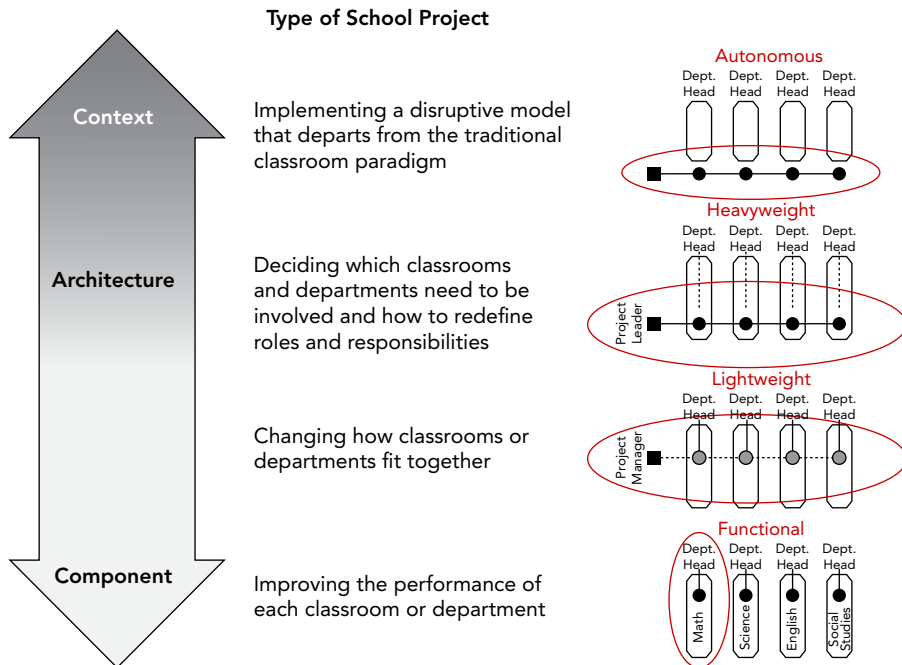 Type of School Project
Context
Implementing a disruptive model
that departs from the traditional
classroom paradigm
Autonomous
Dept. Dept. Dept. Dept.
Head Head Head Head
Architecture
Deciding which classrooms
and departments need to be
involved and how to redefine
roles and responsibilities
Heavyweight
Dept. Dept. Dept. Dept.
Head Head Head Head
Project
Leader
Changing how classrooms or
departments fit together
Lightweight
Dept. Dept. Dept. Dept.
Head Head Head Head
Project
Manager
Component
Improving the performance of
each classroom or department
Functional
Dept. Dept. Dept. Dept.
Head Head Head Head
Math
Science
English
Social
Studies